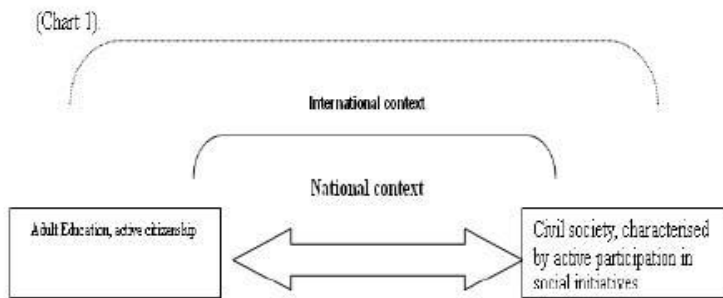 (Chart 1).
International context
National context
Adult Education, active citizenship
Civil society, characterised
by active participation in
social initiatives